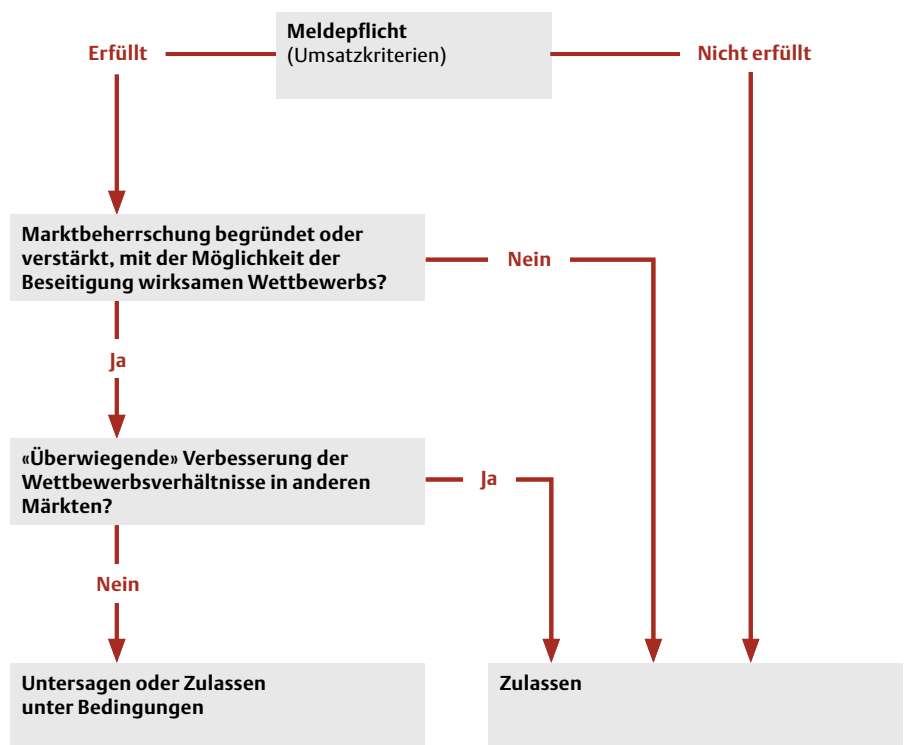 Meldepflicht
(Umsatzkriterien)
Erfüllt
Nicht erfüllt
Marktbeherrschung begründet oder
verstärkt, mit der Möglichkeit der
Beseitigung wirksamen Wettbewerbs?
Nein
Ja
«Überwiegende» Verbesserung der
Wettbewerbsverhältnisse in anderen
Märkten?
Ja
Nein
Untersagen oder Zulassen
unter Bedingungen
Zulassen